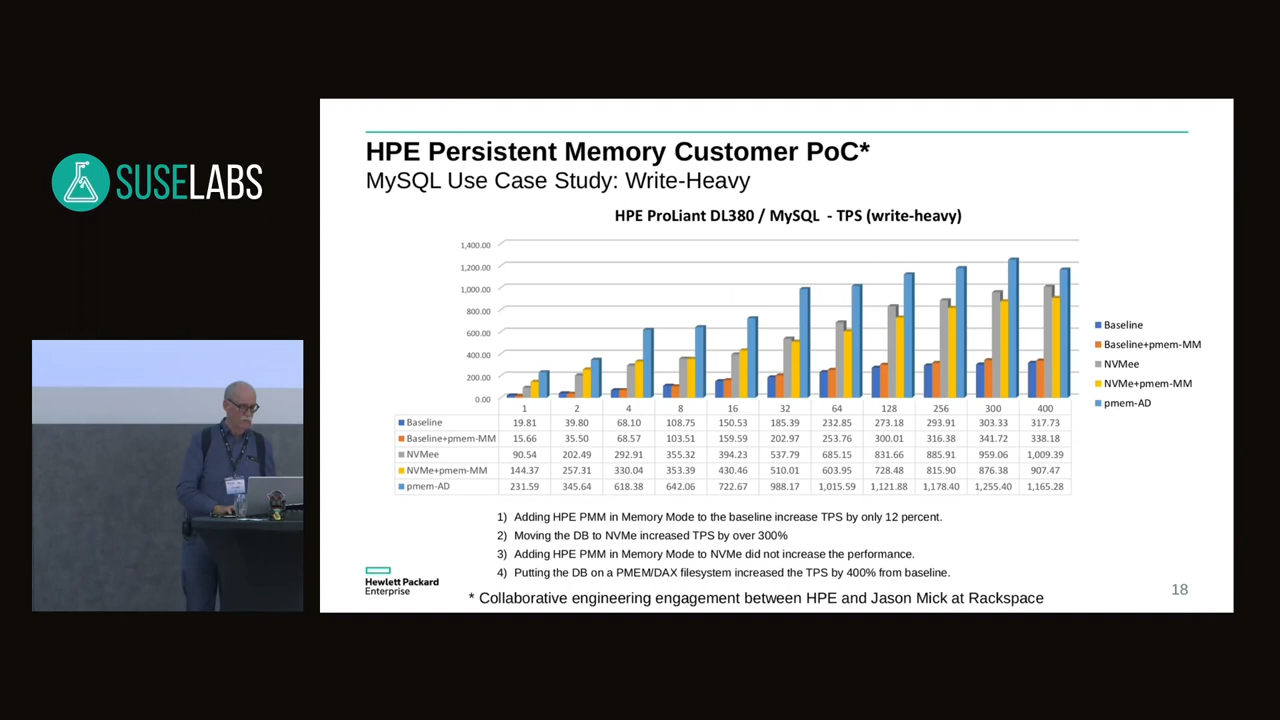 SUSELABS
HPE Persistent Memory Customer PoC*
MySQL Use Case Study: Write-Heavy
HPE ProLiant DL380 / MySQL - TPS (write-heavy)
1,400.00
1,200.00
1,000.00
800.00
600.00
400.00
200.00
0.00
Baseline
Baseline+pmem-MM
NVMee
NVMe+pmem-MM
pmem-AD
1 2 4 8 16 32 64 128 256 300 400
Baseline 19.81 39.80 68.10 108.75 150.53 185.39 232.85 273.18 293.91 303.33 317.73
Baseline+pmem-MM 15.66 35.50 68.57 103.51 159.59 202.97 253.76 300.01 316.38 341.72 338.18
NVMee 90.54 202.49 292.91 355.32 394.23 537.79 685.15 831.66 885.91 959.06 1,009.39
NVMe+pmem-MM 144.37 257.31 330.04 353.39 430.46 510.01 603.95 728.48 815.90 876.38 907.47
pmem-AD 231.59 345.64 618.38 642.06 722.67 988.17 1,015.59 1,121.88 1,178.40 1,255.40 1,165.28
1) Adding HPE PMM in Memory Mode to the baseline increase TPS by only 12 percent.
2) Moving the DB to NVMe increased TPS by over 300%
3) Adding HPE PMM in Memory Mode to NVMe did not increase the performance.
4) Putting the DB on a PMEM/DAX filesystem increased the TPS by 400% from baseline.
Hewlett Packard
Enterprise
* Collaborative engineering engagement between HPE and Jason Mick at Rackspace
18